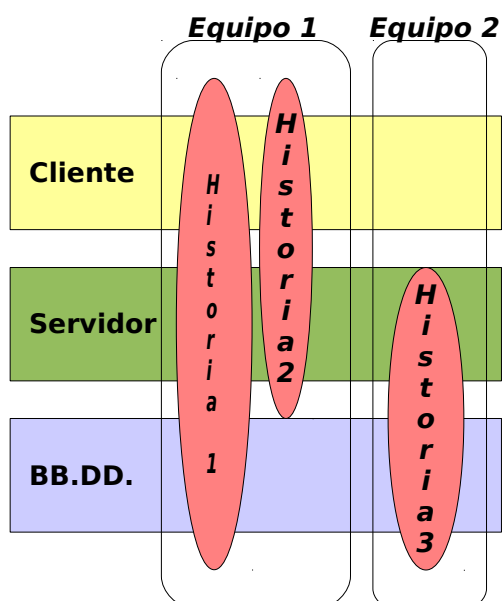 Equipo 1
Equipo 2
Cliente
Servidor
BB.DD.
Historia 1
Historia2
Historia3